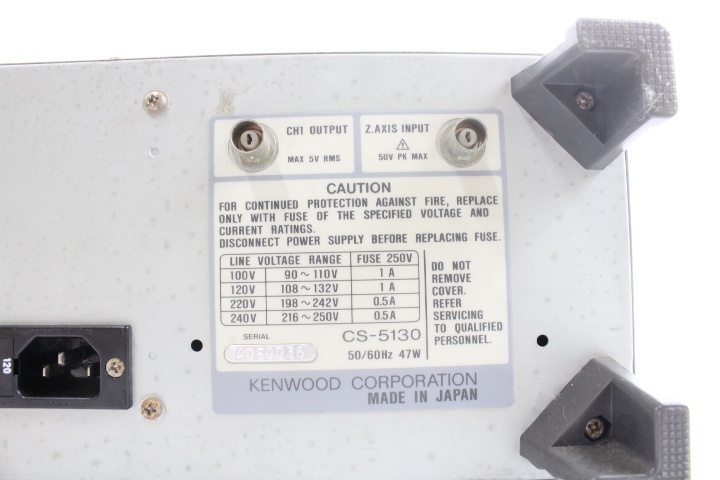 CH1 OUTPUT
MAX 5V RMS
Z.AXIS INPUT
50V PK MAX
CAUTION
FOR CONTINUED PROTECTION AGAINST FIRE, REPLACE
ONLY WITH FUSE OF THE SPECIFIED VOLTAGE AND
CURRENT RATINGS.
DISCONNECT POWER SUPPLY BEFORE REPLACING FUSE.
LINE VOLTAGE RANGE FUSE 250V
100V 90~110V 1 A
120V 108~132V 1 A
220V 198~242V 0.5A
240V 216~250V 0.5A
DO NOT
REMOVE
COVER.
REFER
SERVICING
TO QUALIFIED
PERSONNEL.
SERIAL
CS-5130
50/60Hz 47W
KENWOOD CORPORATION
MADE IN JAPAN
120